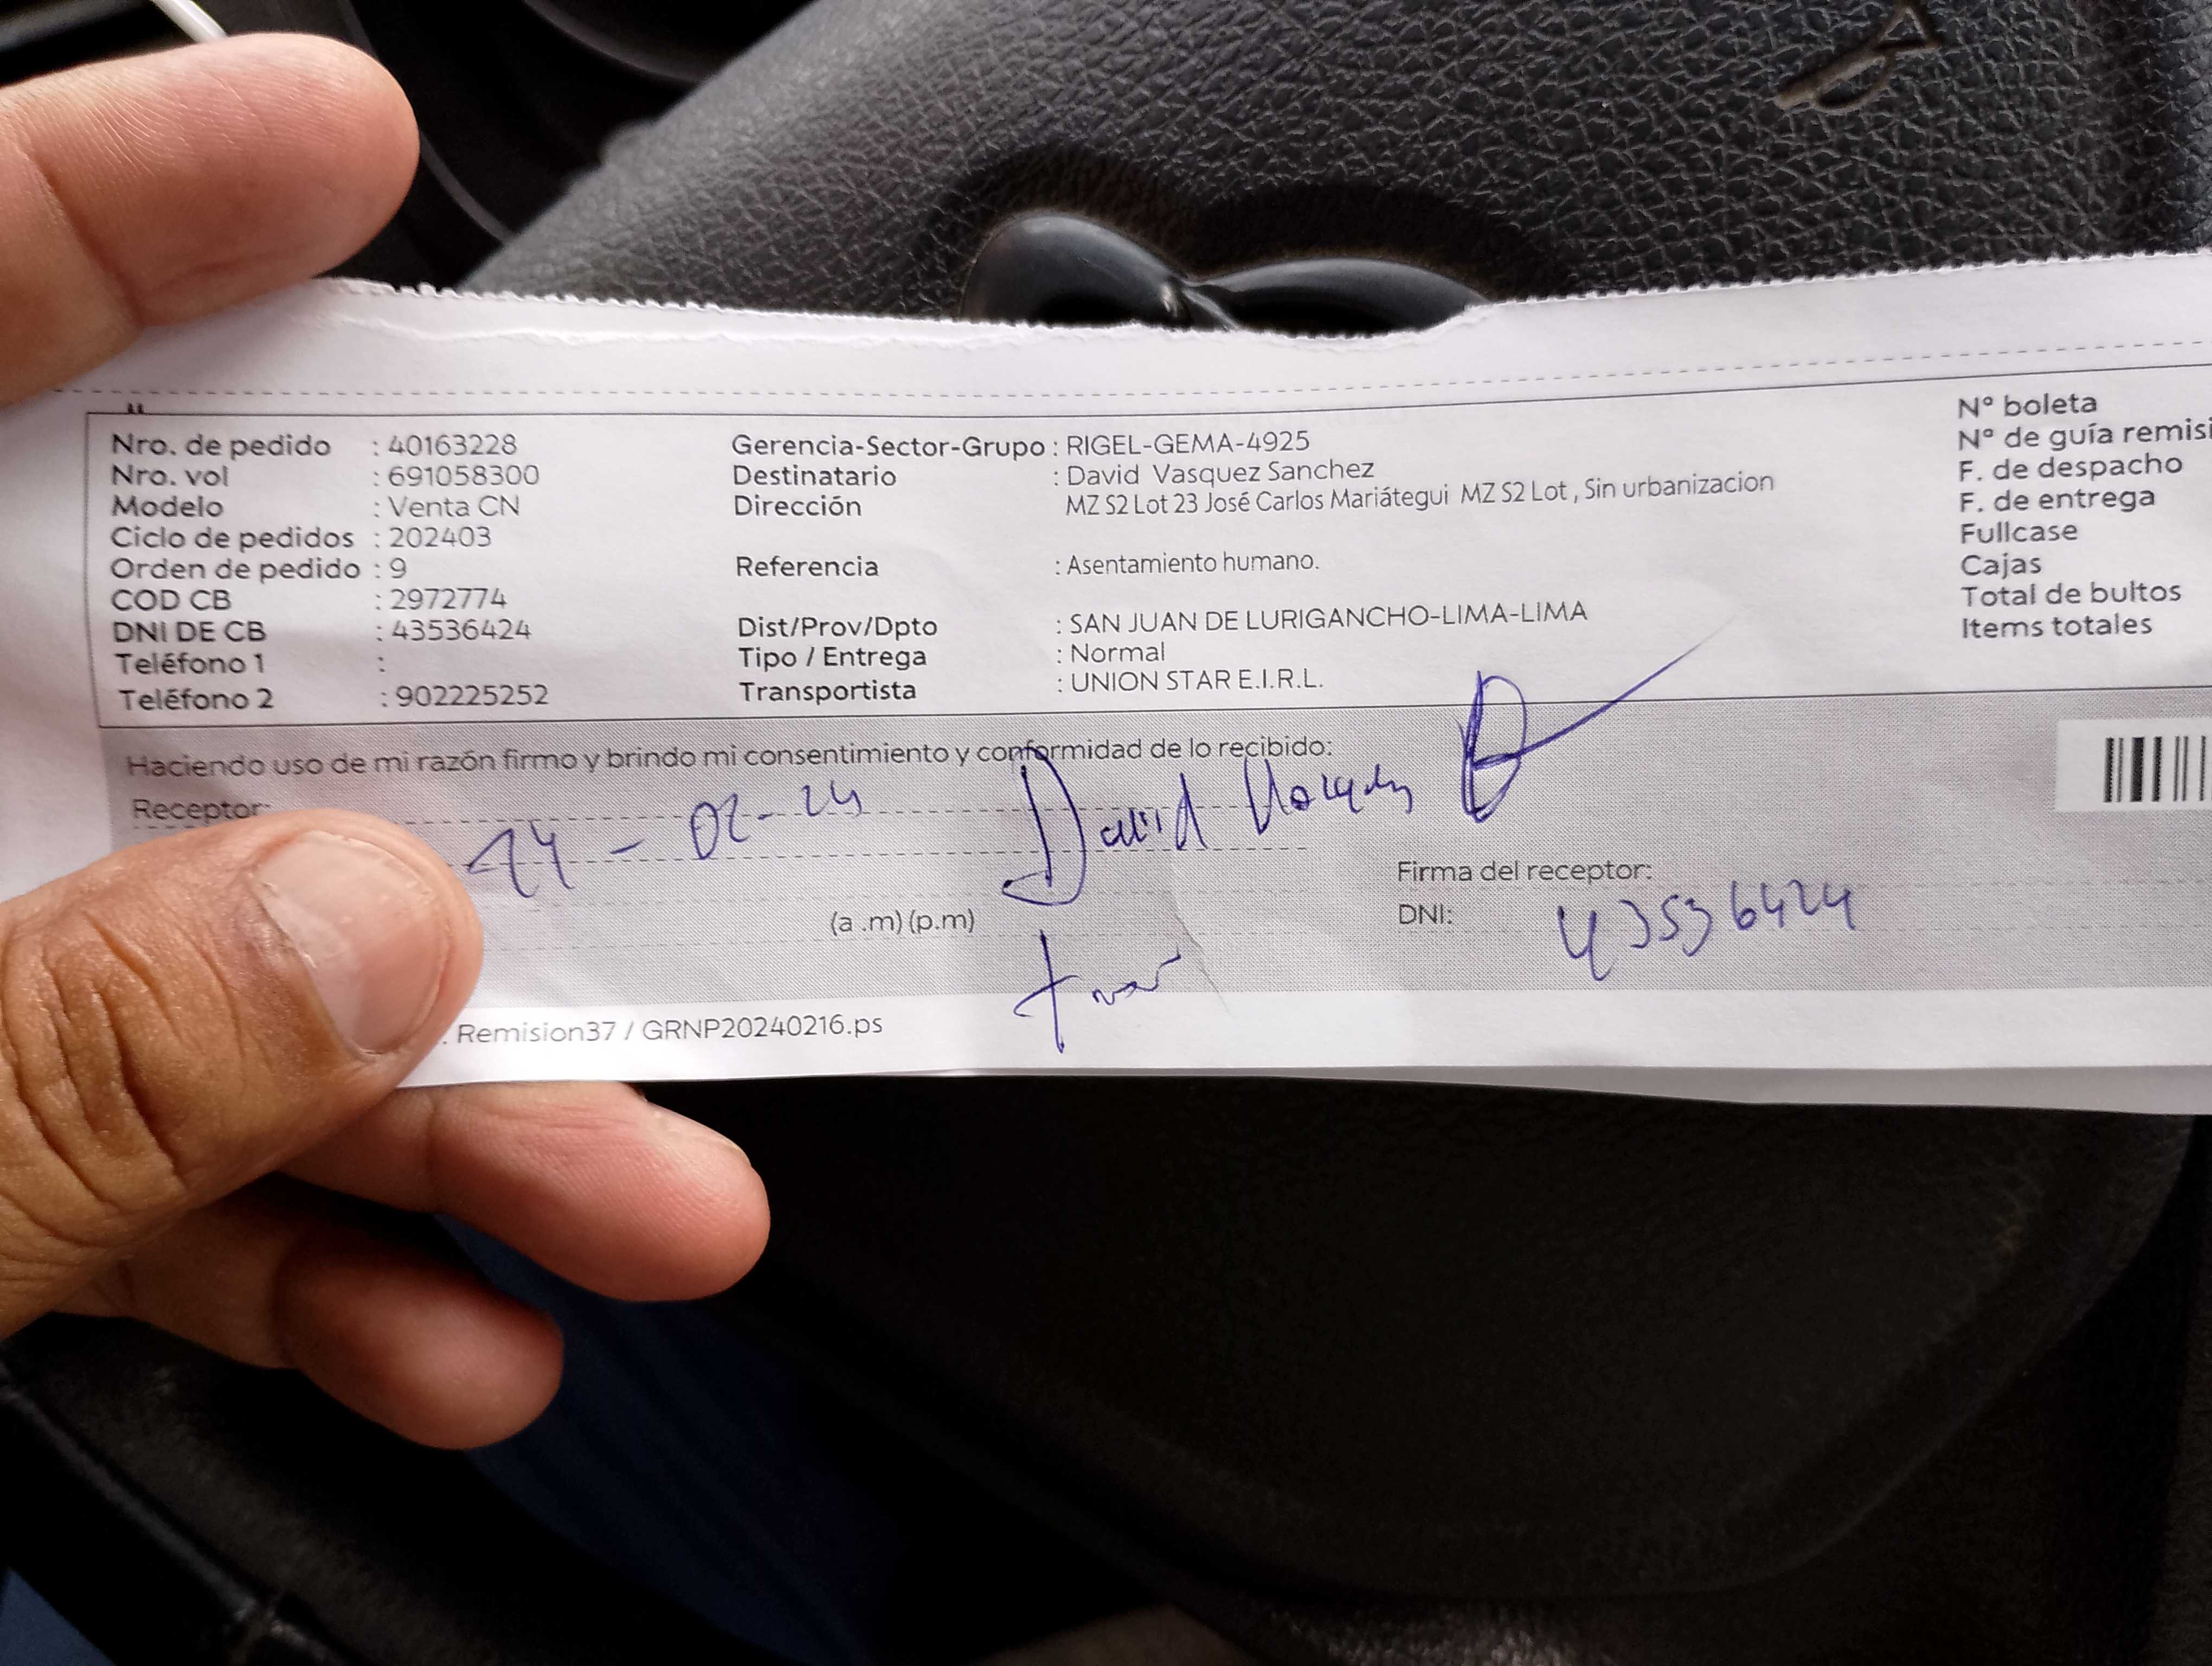 Nro. de pedido : 40163228
Nro. vol : 691058300
Modelo : Venta CN
Ciclo de pedidos : 202403
Orden de pedido : 9
COD CB : 2972774
DNI DE CB : 43536424
Teléfono 1 :
Teléfono 2 : 902225252
Gerencia-Sector-Grupo : RIGEL-GEMA-4925
Destinatario : David Vasquez Sanchez
Dirección MZ S2 Lot 23 José Carlos Mariátegui MZ S2 Lot , Sin urbanizacion
Referencia : Asentamiento humano.
Dist/Prov/Dpto : SAN JUAN DE LURIGANCHO-LIMA-LIMA
Tipo / Entrega : Normal
Transportista : UNION STAR E.I.R.L.
N° boleta
N° de guía remisi
F. de despacho
F. de entrega
Fullcase
Cajas
Total de bultos
Items totales
Haciendo uso de mi razón firmo y brindo mi consentimiento y conformidad de lo recibido:
Receptor:
David
Firma del receptor:
(a .m) (p.m)
DNI: 43536424
. Remision37 / GRNP20240216.ps